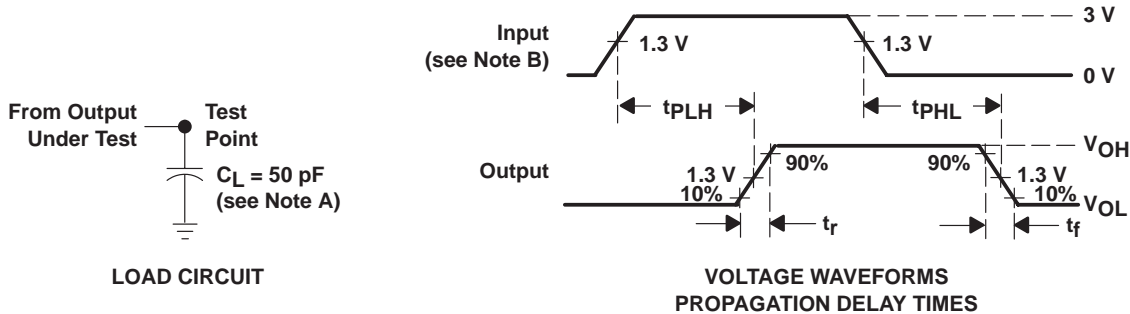 From Output
Under Test
Test
Point
CL = 50 pF
(see Note A)
LOAD CIRCUIT
Input
(see Note B)
1.3 V
1.3 V
3 V
0 V
tPLH
tPHL
Output
1.3 V
10%
90%
90%
1.3 V
10%
VOH
VOL
tr
tf
VOLTAGE WAVEFORMS
PROPAGATION DELAY TIMES